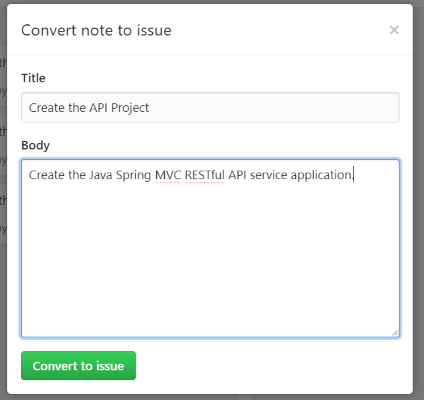 Convert note to issue
Title
Create the API Project
Body
Create the Java Spring MVC RESTful API service application.
Convert to issue